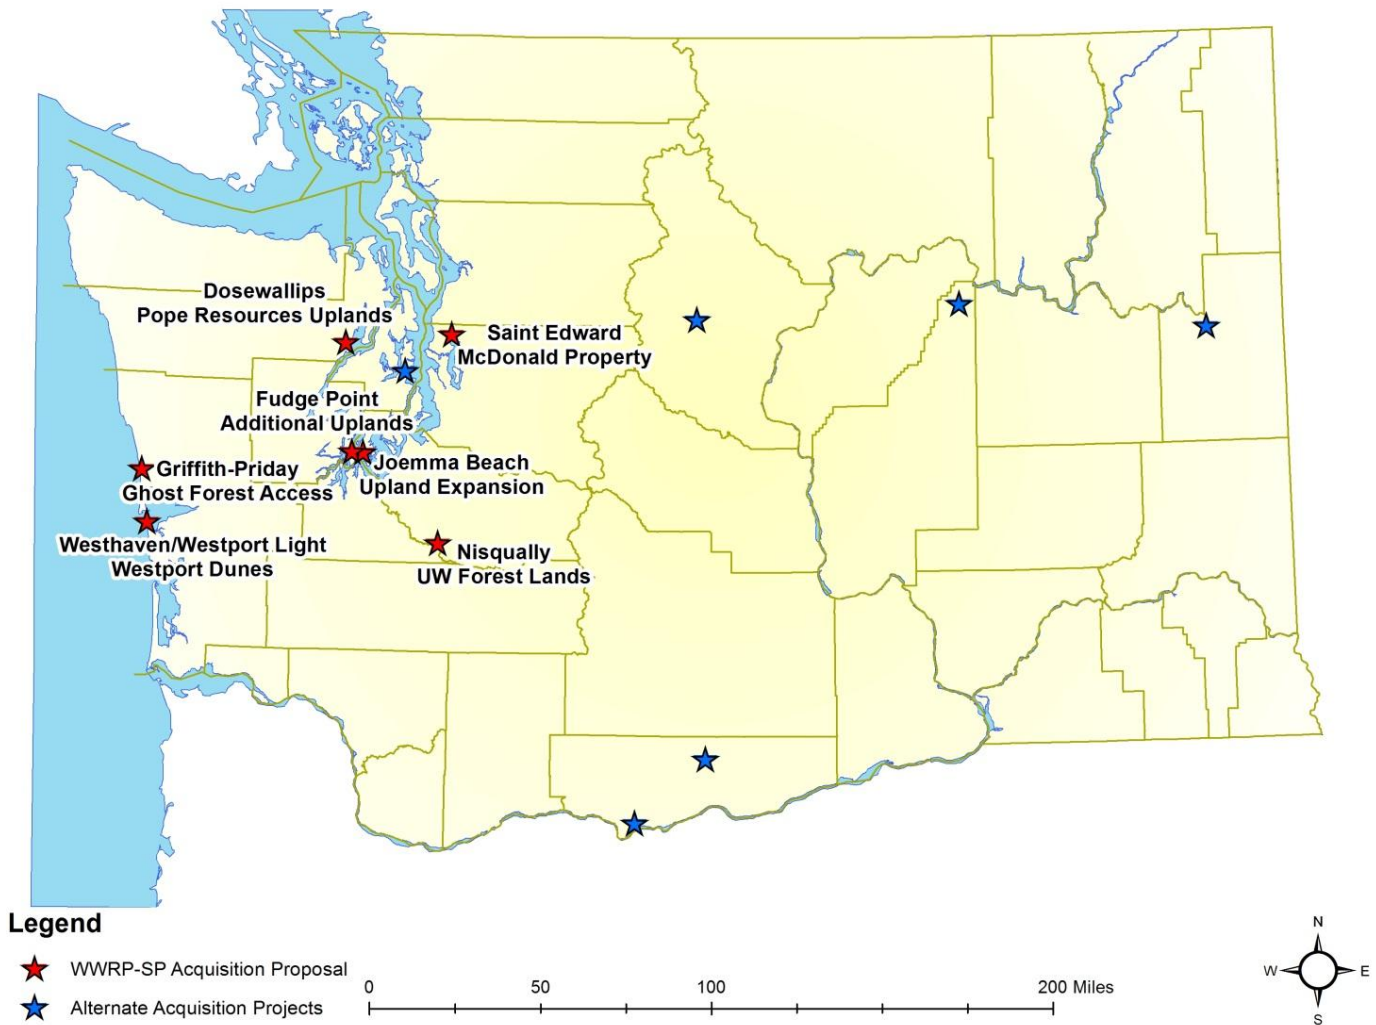 Dosewallips
Pope Resources Uplands
Saint Edward
McDonald Property
Fudge Point
Additional Uplands
Joemma Beach
Upland Expansion
Griffith-Priday
Ghost Forest Access
Westhaven/Westport Light
Westport Dunes
Nisqually
UW Forest Lands
Legend
WWRP-SP Acquisition Proposal
Alternate Acquisition Projects
0 50 100 200 Miles
N
W E
S